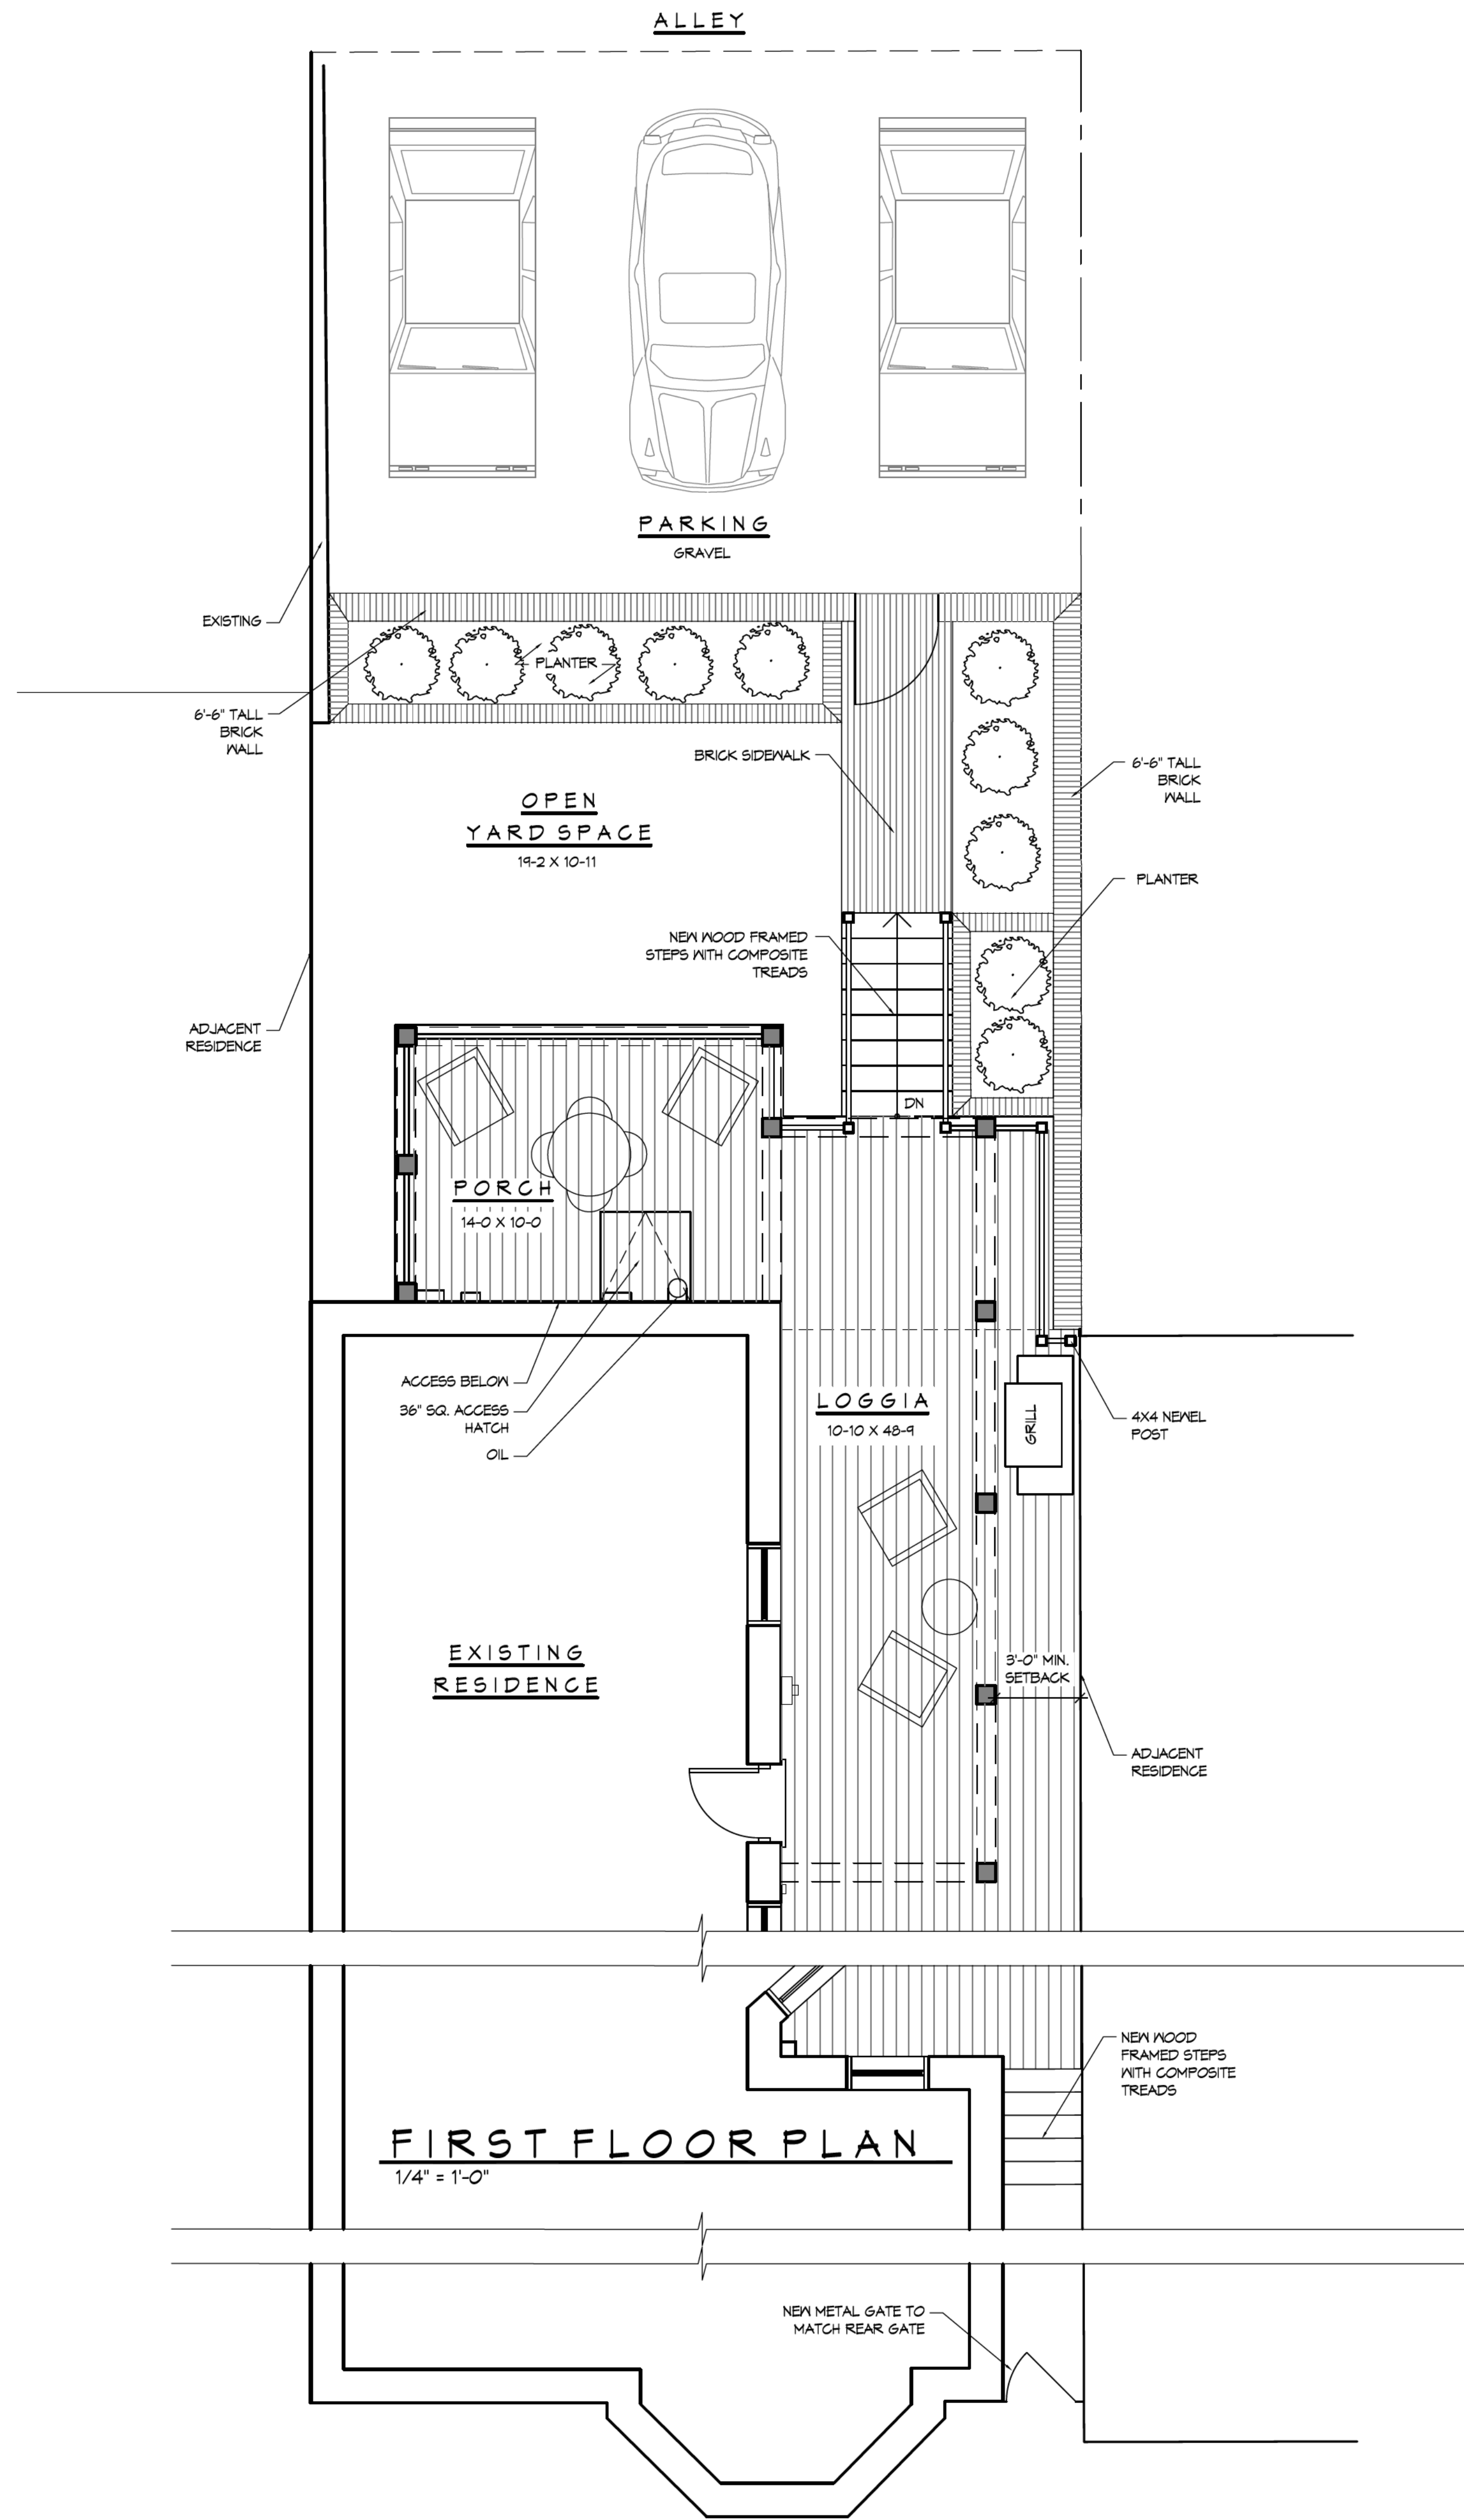 ALLEY
PARKING
GRAVEL
EXISTING
PLANTER
6'-6" TALL
BRICK
WALL
BRICK SIDEWALK
6'-6" TALL
BRICK
WALL
OPEN
YARD SPACE
19-2 X 10-11
PLANTER
NEW WOOD FRAMED
STEPS WITH COMPOSITE
TREADS
ADJACENT
RESIDENCE
DN
PORCH
14-0 X 10-0
ACCESS BELOW
36" SQ. ACCESS
HATCH
OIL
LOGGIA
10-10 X 48-9
GRILL
4X4 NEWEL
POST
EXISTING
RESIDENCE
3'-0" MIN.
SETBACK
ADJACENT
RESIDENCE
NEW WOOD
FRAMED STEPS
WITH COMPOSITE
TREADS
FIRST FLOOR PLAN
1/4" = 1'-0"
NEW METAL GATE TO
MATCH REAR GATE